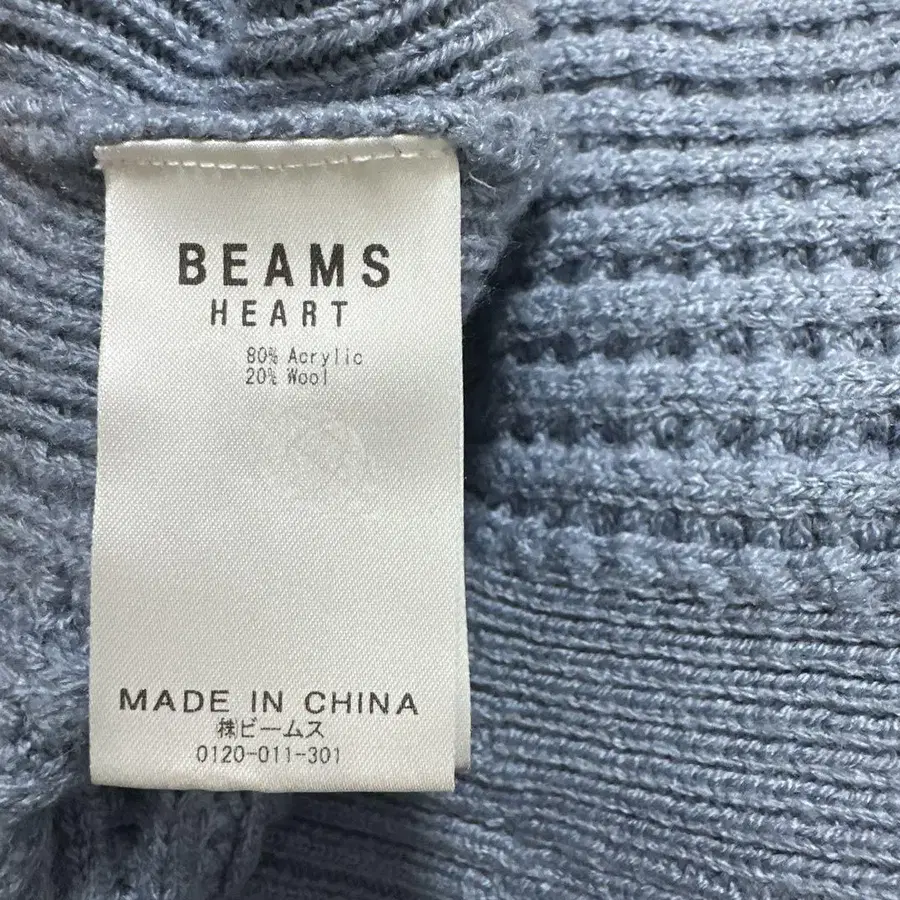 BEAMS
HEART
80% Acrylic
20% Wool
MADE IN CHINA
㈱ビームス
0120-011-301